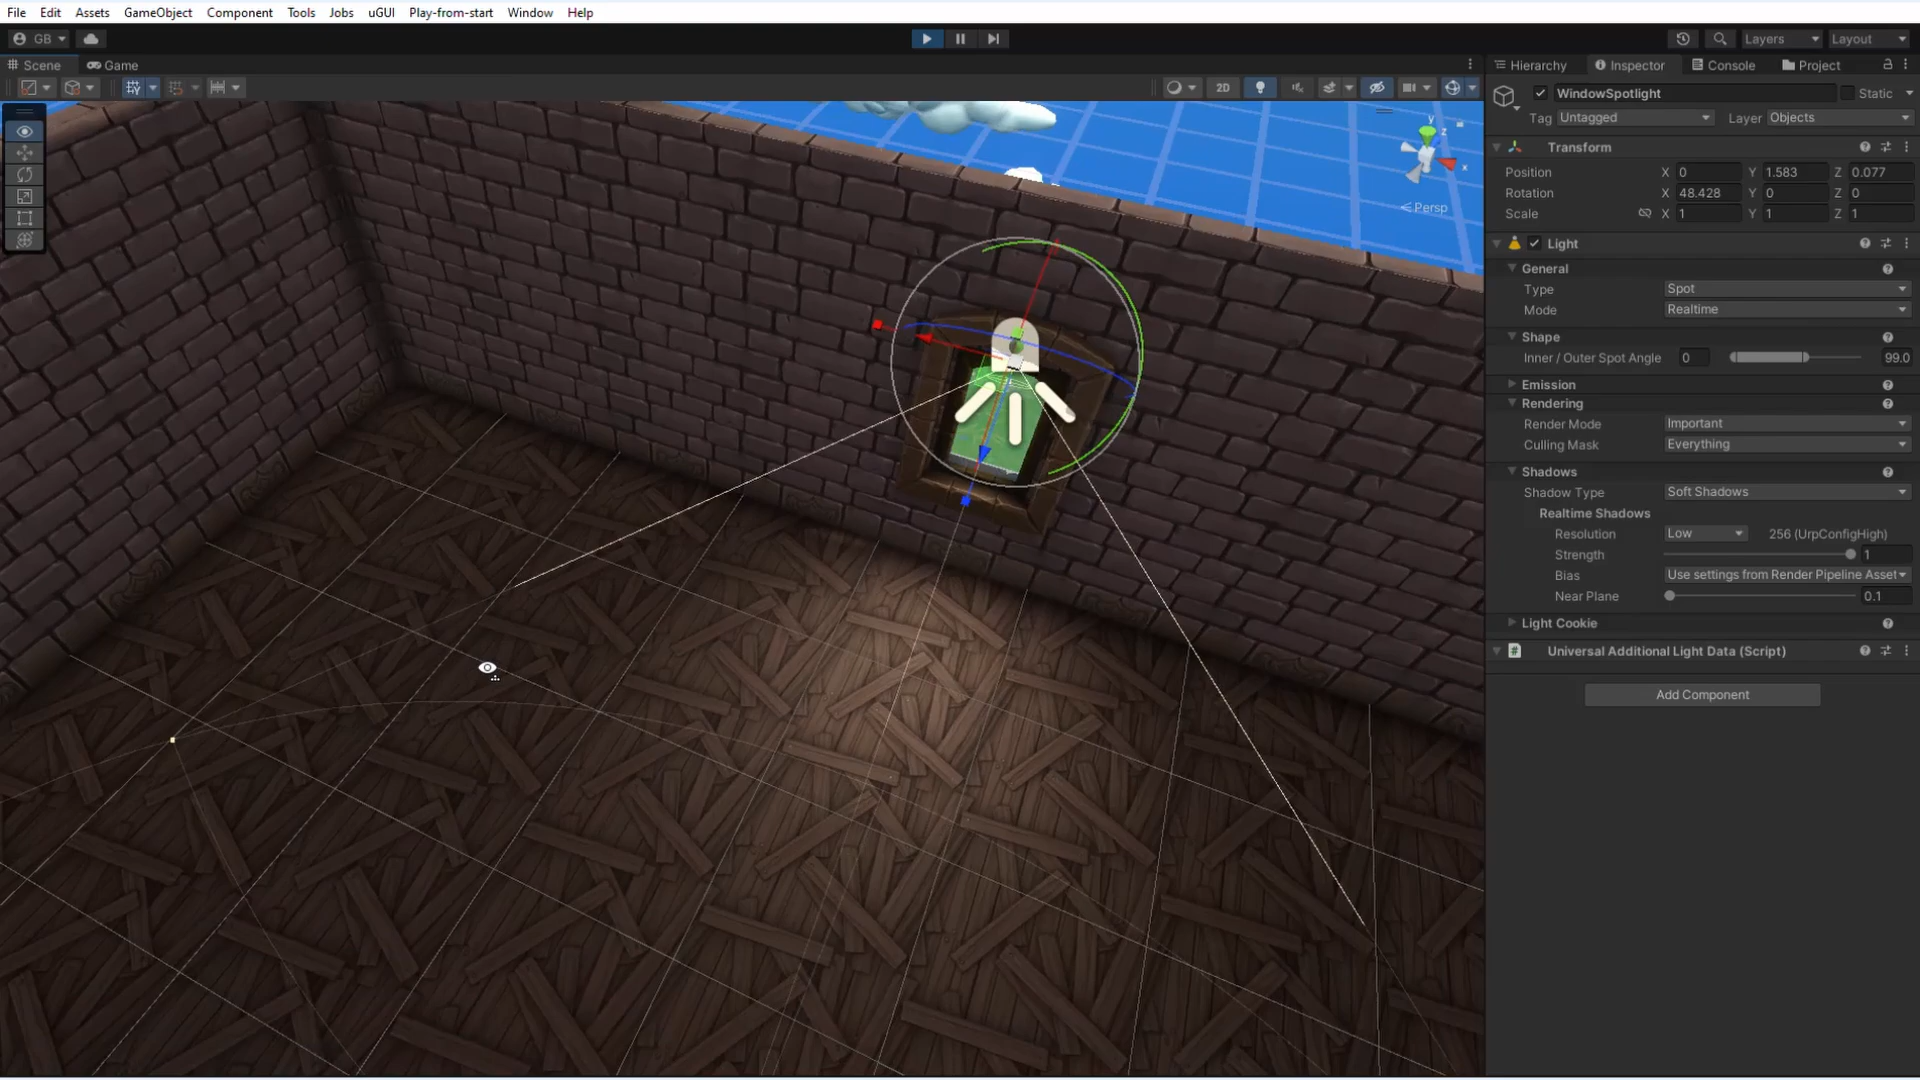 File Edit Assets GameObject Component Tools Jobs uGUI Play-from-start Window Help
GB Layers Layout
Scene Game Hierarchy Inspector Console Project
2D
WindowSpotlight Static
Tag Untagged Layer Objects
Transform
Position X 0 Y 1.583 Z 0.077
Rotation X 48.428 Y 0 Z 0
Scale X 1 Y 1 Z 1
y
z
x
< Persp
Light
General
Type Spot
Mode Realtime
Shape
Inner / Outer Spot Angle 0 99.0
Emission
Rendering
Render Mode Important
Culling Mask Everything
Shadows
Shadow Type Soft Shadows
Realtime Shadows
Resolution Low 256 (UrpConfigHigh)
Strength 1
Bias Use settings from Render Pipeline Asset
Near Plane 0.1
Light Cookie
# Universal Additional Light Data (Script)
Add Component